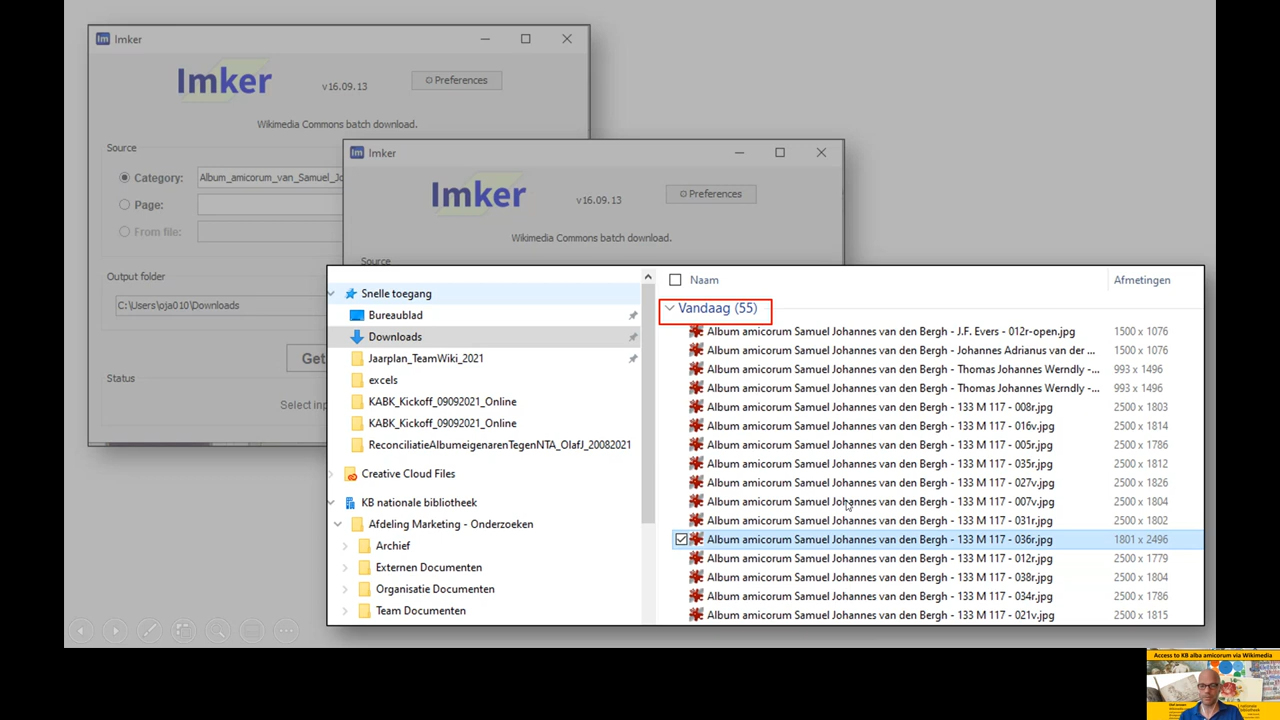 Imker
Imker
v16.09.13
Preferences
Wikimedia Commons batch download.
Source
Category:
Album_amicorum_van_Samuel_Jo
Page:
From file:
Output folder
C:\Users\pja010\Downloads
Get
Status
Select inp
Imker
Imker
v16.09.13
Preferences
Wikimedia Commons batch download.
Source
Snelle toegang
Bureaublad
Downloads
Jaarplan_TeamWiki_2021
excels
KABK_Kickoff_09092021_Online
KABK_Kickoff_09092021_Online
ReconciliatieAlbumeigenarenTegenNTA_OlafJ_20082021
Creative Cloud Files
KB nationale bibliotheek
Afdeling Marketing - Onderzoeken
Archief
Externen Documenten
Organisatie Documenten
Team Documenten
Naam Afmetingen
Vandaag (55)
Album amicorum Samuel Johannes van den Bergh - J.F. Evers - 012r-open.jpg 1500 x 1076
Album amicorum Samuel Johannes van den Bergh - Johannes Adrianus van der ... 1500 x 1076
Album amicorum Samuel Johannes van den Bergh - Thomas Johannes Werndly -... 993 x 1496
Album amicorum Samuel Johannes van den Bergh - Thomas Johannes Werndly -... 993 x 1496
Album amicorum Samuel Johannes van den Bergh - 133 M 117 - 008r.jpg 2500 x 1803
Album amicorum Samuel Johannes van den Bergh - 133 M 117 - 016v.jpg 2500 x 1814
Album amicorum Samuel Johannes van den Bergh - 133 M 117 - 005r.jpg 2500 x 1786
Album amicorum Samuel Johannes van den Bergh - 133 M 117 - 035r.jpg 2500 x 1812
Album amicorum Samuel Johannes van den Bergh - 133 M 117 - 027v.jpg 2500 x 1826
Album amicorum Samuel Johannes van den Bergh - 133 M 117 - 007v.jpg 2500 x 1804
Album amicorum Samuel Johannes van den Bergh - 133 M 117 - 031r.jpg 2500 x 1802
Album amicorum Samuel Johannes van den Bergh - 133 M 117 - 036r.jpg 1801 x 2496
Album amicorum Samuel Johannes van den Bergh - 133 M 117 - 012r.jpg 2500 x 1779
Album amicorum Samuel Johannes van den Bergh - 133 M 117 - 038r.jpg 2500 x 1804
Album amicorum Samuel Johannes van den Bergh - 133 M 117 - 034r.jpg 2500 x 1786
Album amicorum Samuel Johannes van den Bergh - 133 M 117 - 021v.jpg 2500 x 1815
Access to KB alba amicorum via Wikimedia